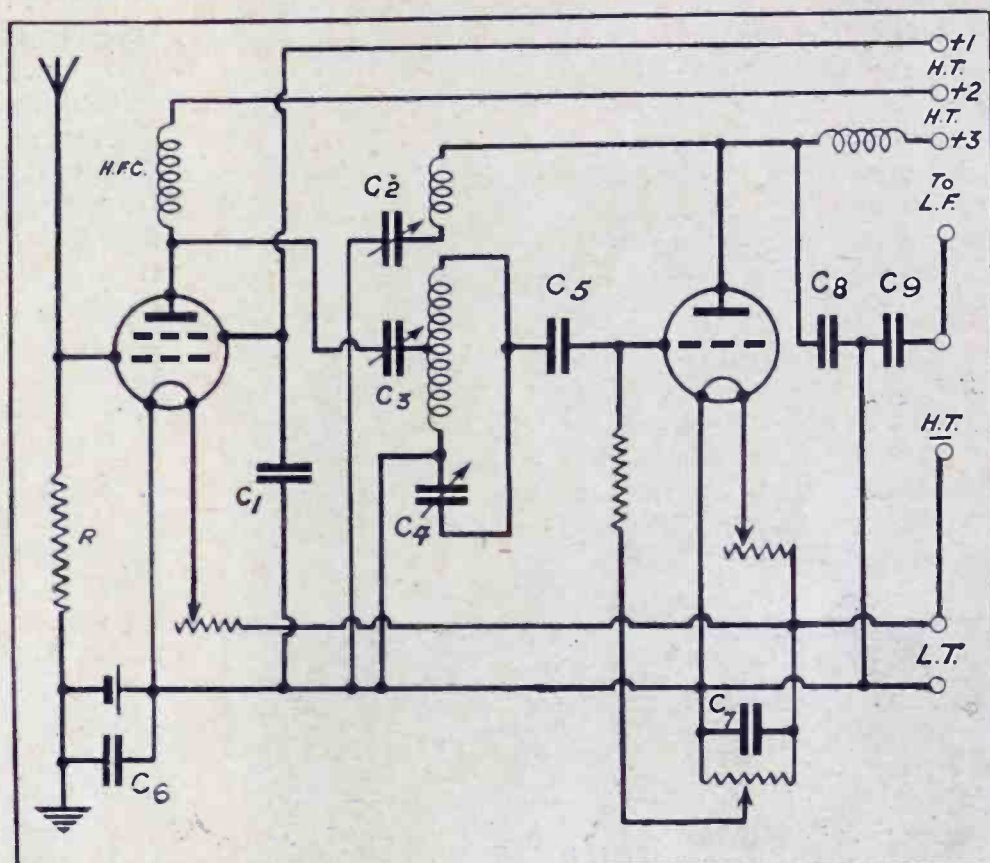 +1
H.T.
+2
H.T.
+3
H.F.C.
C2
To
L.F.
C3
C5
C8
C9
C1
C4
H.T.
−
R
L.T.
C7
C6